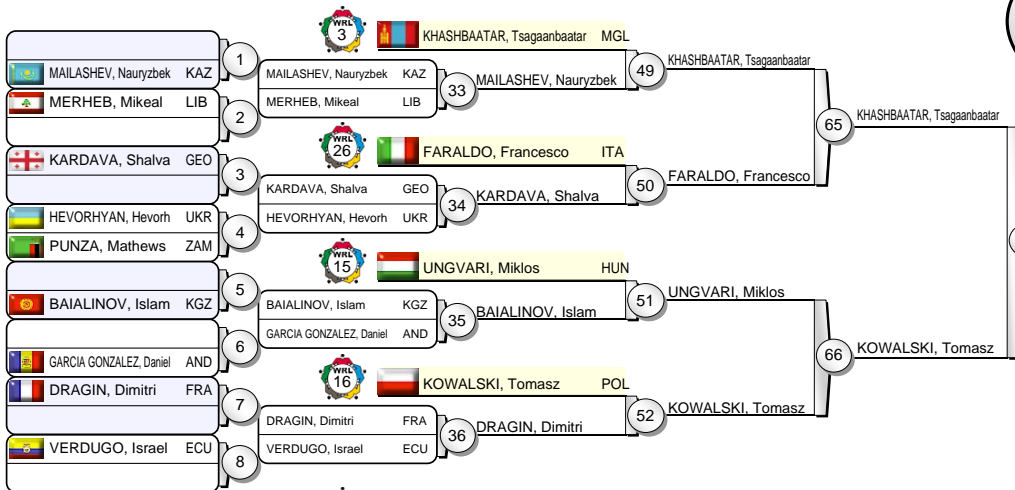 WRL 3 KHASHBAATAR, Tsagaanbaatar MGL
1
MAILASHEV, Nauryzbek KAZ
MERHEB, Mikeal LIB
2
MAILASHEV, Nauryzbek KAZ
MERHEB, Mikeal LIB
33
MAILASHEV, Nauryzbek
49
KHASHBAATAR, Tsagaanbaatar
WRL 26 FARALDO, Francesco ITA
KARDAVA, Shalva GEO
3
HEVORHYAN, Hevorh UKR
4
PUNZA, Mathews ZAM
KARDAVA, Shalva GEO
HEVORHYAN, Hevorh UKR
34
KARDAVA, Shalva
50
FARALDO, Francesco
65
KHASHBAATAR, Tsagaanbaatar
WRL 15 UNGVARI, Miklos HUN
5
BAIALINOV, Islam KGZ
6
GARCIA GONZALEZ, Daniel AND
BAIALINOV, Islam KGZ
GARCIA GONZALEZ, Daniel AND
35
BAIALINOV, Islam
51
UNGVARI, Miklos
WRL 16 KOWALSKI, Tomasz POL
DRAGIN, Dimitri FRA
7
VERDUGO, Israel ECU
8
DRAGIN, Dimitri FRA
VERDUGO, Israel ECU
36
DRAGIN, Dimitri
52
KOWALSKI, Tomasz
66
KOWALSKI, Tomasz